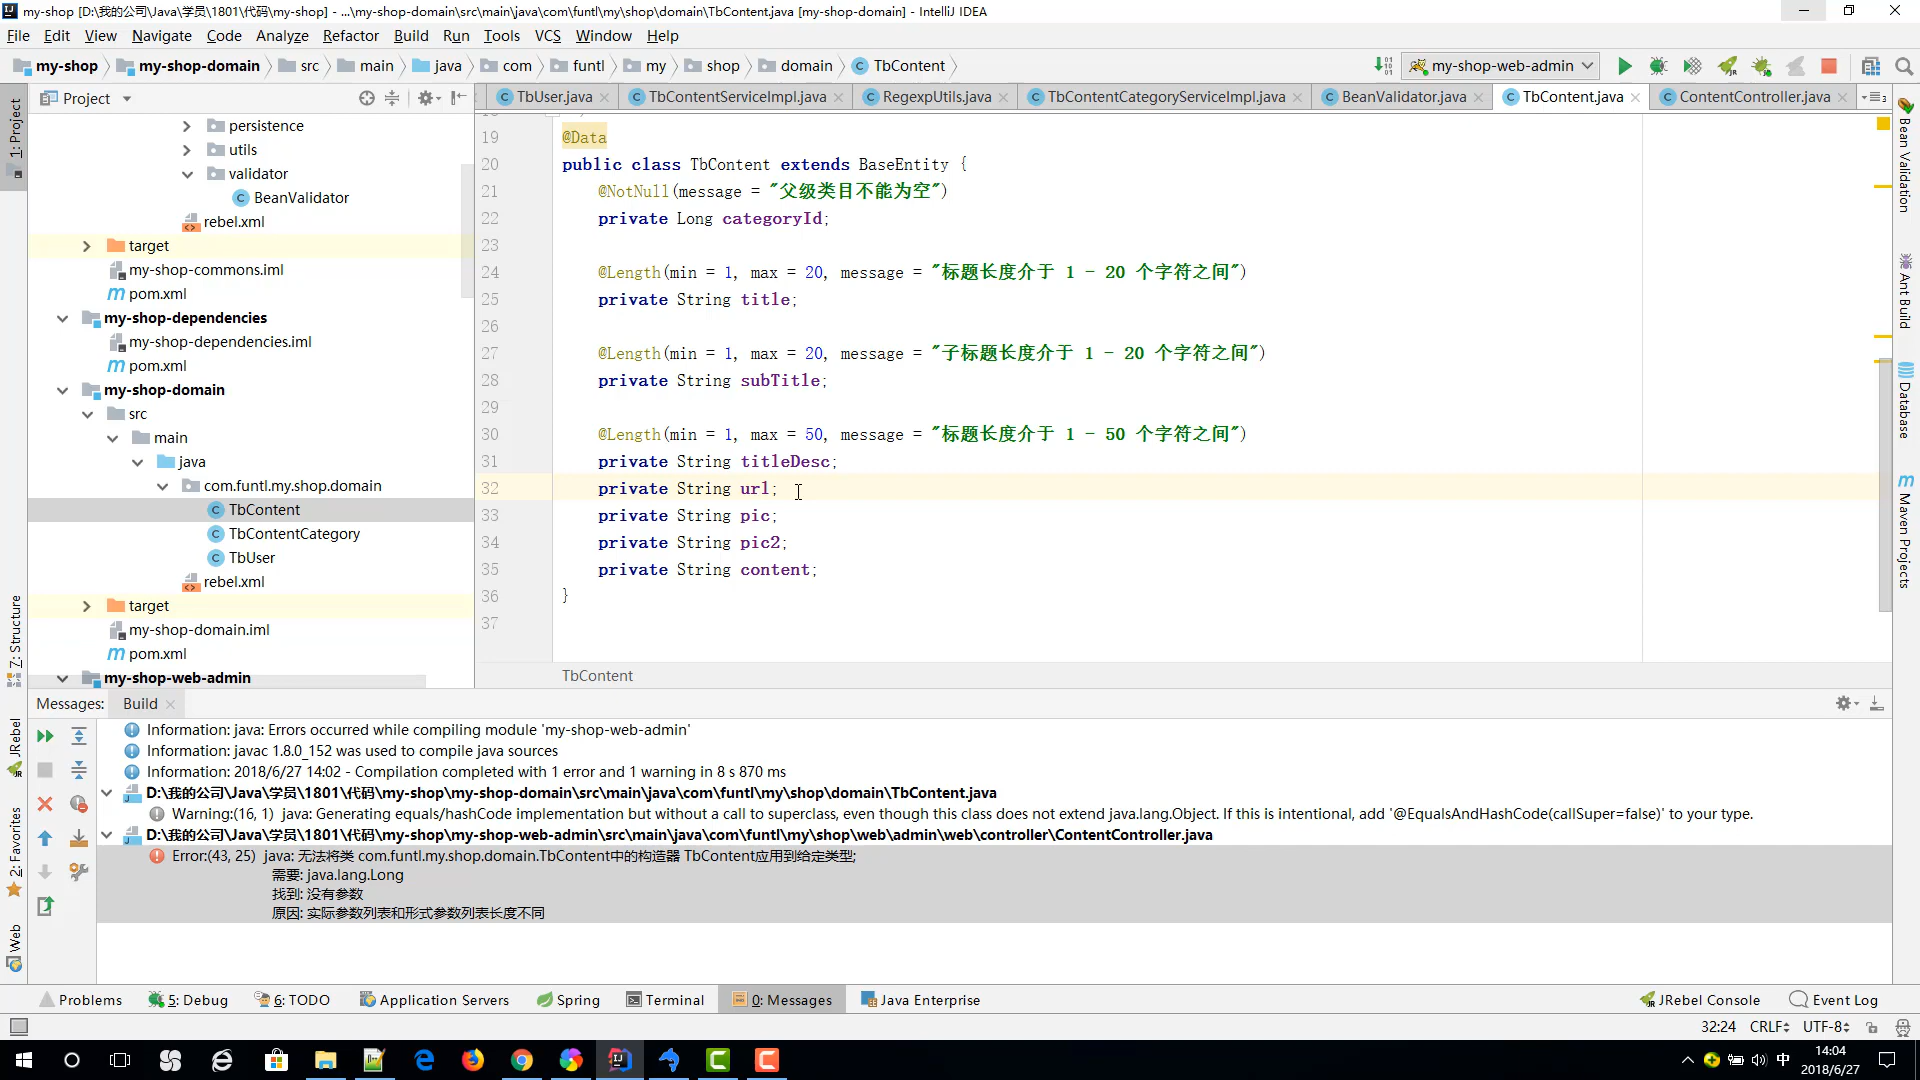 my-shop [D:\我的公司\Java\学员\1801\代码\my-shop] - ...\my-shop-domain\src\main\java\com\funtl\my\shop\domain\TbContent.java [my-shop-domain] - IntelliJ IDEA
File Edit View Navigate Code Analyze Refactor Build Run Tools VCS Window Help
my-shop my-shop-domain src main java com funtl my shop domain TbContent my-shop-web-admin
Project TbUser.java TbContentServiceImpl.java RegexpUtils.java TbContentCategoryServiceImpl.java BeanValidator.java TbContent.java ContentController.java
persistence
utils
validator
BeanValidator
rebel.xml
target
my-shop-commons.iml
pom.xml
my-shop-dependencies
my-shop-dependencies.iml
pom.xml
my-shop-domain
src
main
java
com.funtl.my.shop.domain
TbContent
TbContentCategory
TbUser
rebel.xml
target
my-shop-domain.iml
pom.xml
my-shop-web-admin
19 @Data
20 public class TbContent extends BaseEntity {
21 @NotNull(message = "父级类目不能为空")
22 private Long categoryId;
23
24 @Length(min = 1, max = 20, message = "标题长度介于 1 - 20 个字符之间")
25 private String title;
26
27 @Length(min = 1, max = 20, message = "子标题长度介于 1 - 20 个字符之间")
28 private String subTitle;
29
30 @Length(min = 1, max = 50, message = "标题长度介于 1 - 50 个字符之间")
31 private String titleDesc;
32 private String url;
33 private String pic;
34 private String pic2;
35 private String content;
36 }
37
TbContent
1: Project
7: Structure
JRebel
2: Favorites
Web
Bean Validation
Ant Build
Database
Maven Projects
Messages: Build
Information: java: Errors occurred while compiling module 'my-shop-web-admin'
Information: javac 1.8.0_152 was used to compile java sources
Information: 2018/6/27 14:02 - Compilation completed with 1 error and 1 warning in 8 s 870 ms
D:\我的公司\Java\学员\1801\代码\my-shop\my-shop-domain\src\main\java\com\funtl\my\shop\domain\TbContent.java
Warning:(16, 1) java: Generating equals/hashCode implementation but without a call to superclass, even though this class does not extend java.lang.Object. If this is intentional, add '@EqualsAndHashCode(callSuper=false)' to your type.
D:\我的公司\Java\学员\1801\代码\my-shop\my-shop-web-admin\src\main\java\com\funtl\my\shop\web\admin\web\controller\ContentController.java
Error:(43, 25) java: 无法将类 com.funtl.my.shop.domain.TbContent中的构造器 TbContent应用到给定类型;
需要: java.lang.Long
找到: 没有参数
原因: 实际参数列表和形式参数列表长度不同
Problems 5: Debug 6: TODO Application Servers Spring Terminal 0: Messages Java Enterprise JRebel Console Event Log
32:24 CRLF UTF-8
中 14:04
2018/6/27